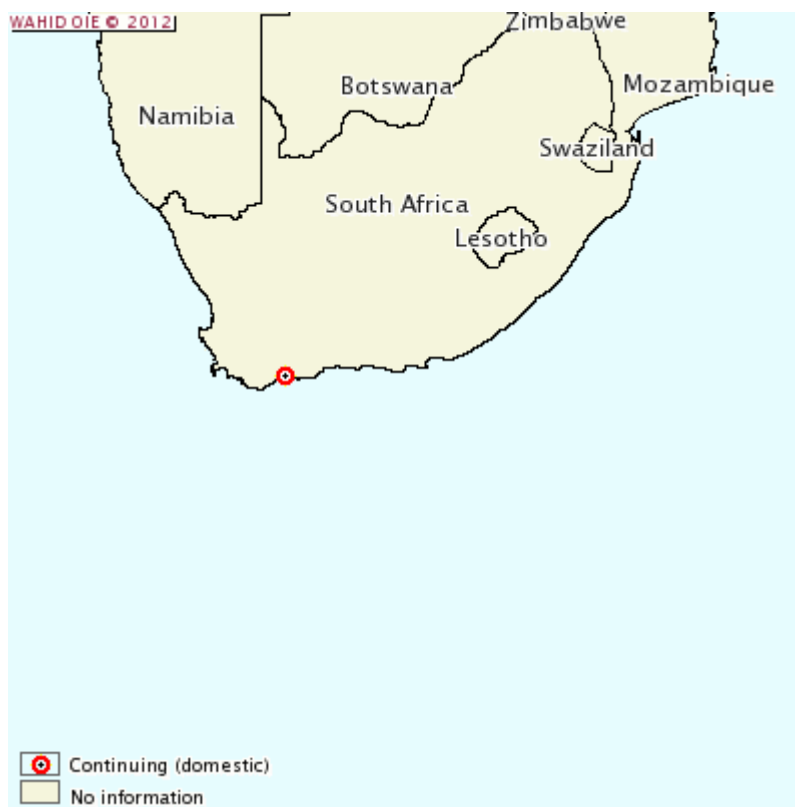 WAHID OIE © 2012
Zimbabwe
Botswana
Mozambique
Namibia
Swaziland
South Africa
Lesotho
Continuing (domestic)
No information